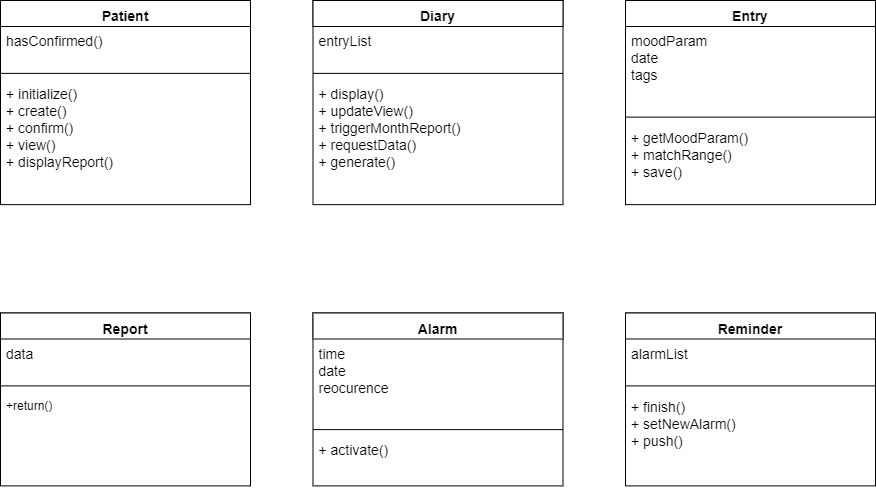 Patient
hasConfirmed()
+ initialize()
+ create()
+ confirm()
+ view()
+ displayReport()
Diary
entryList
+ display()
+ updateView()
+ triggerMonthReport()
+ requestData()
+ generate()
Entry
moodParam
date
tags
+ getMoodParam()
+ matchRange()
+ save()
Report
data
+return()
Alarm
time
date
reocurence
+ activate()
Reminder
alarmList
+ finish()
+ setNewAlarm()
+ push()